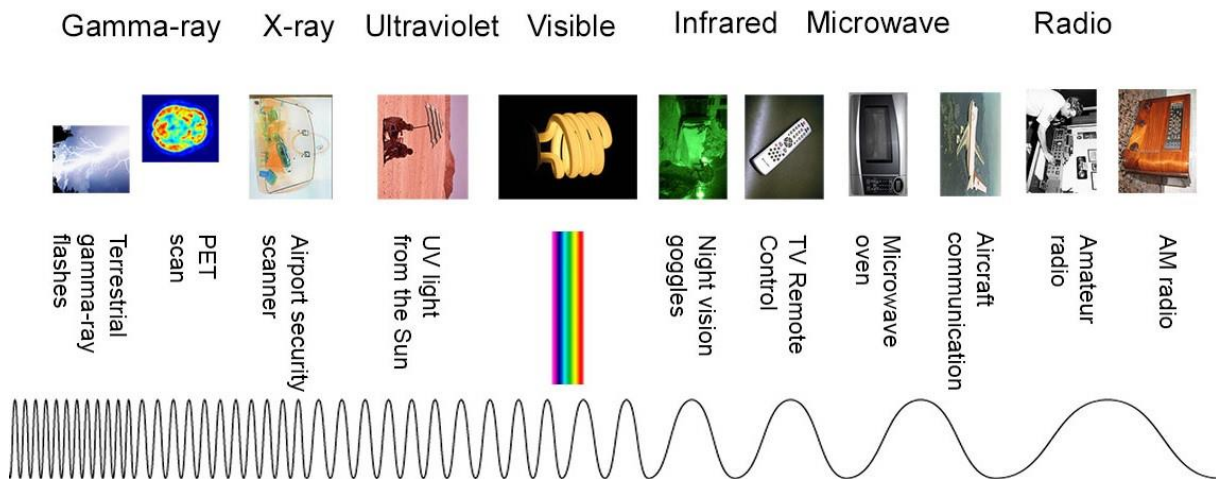 Gamma-ray X-ray Ultraviolet Visible Infrared Microwave Radio
Terrestrial
gamma-ray
flashes
PET
scan
Airport security
scanner
UV light
from the Sun
Night vision
goggles
TV Remote
Control
Microwave
oven
Aircraft
communication
Amateur
radio
AM radio